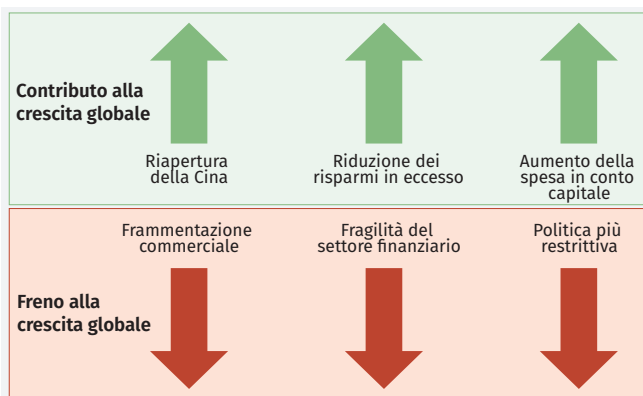 Contributo alla
crescita globale
Riapertura
della Cina
Riduzione dei
risparmi in eccesso
Aumento della
spesa in conto
capitale
Frammentazione
commerciale
Fragilità del
settore finanziario
Politica più
restrittiva
Freno alla
crescita globale